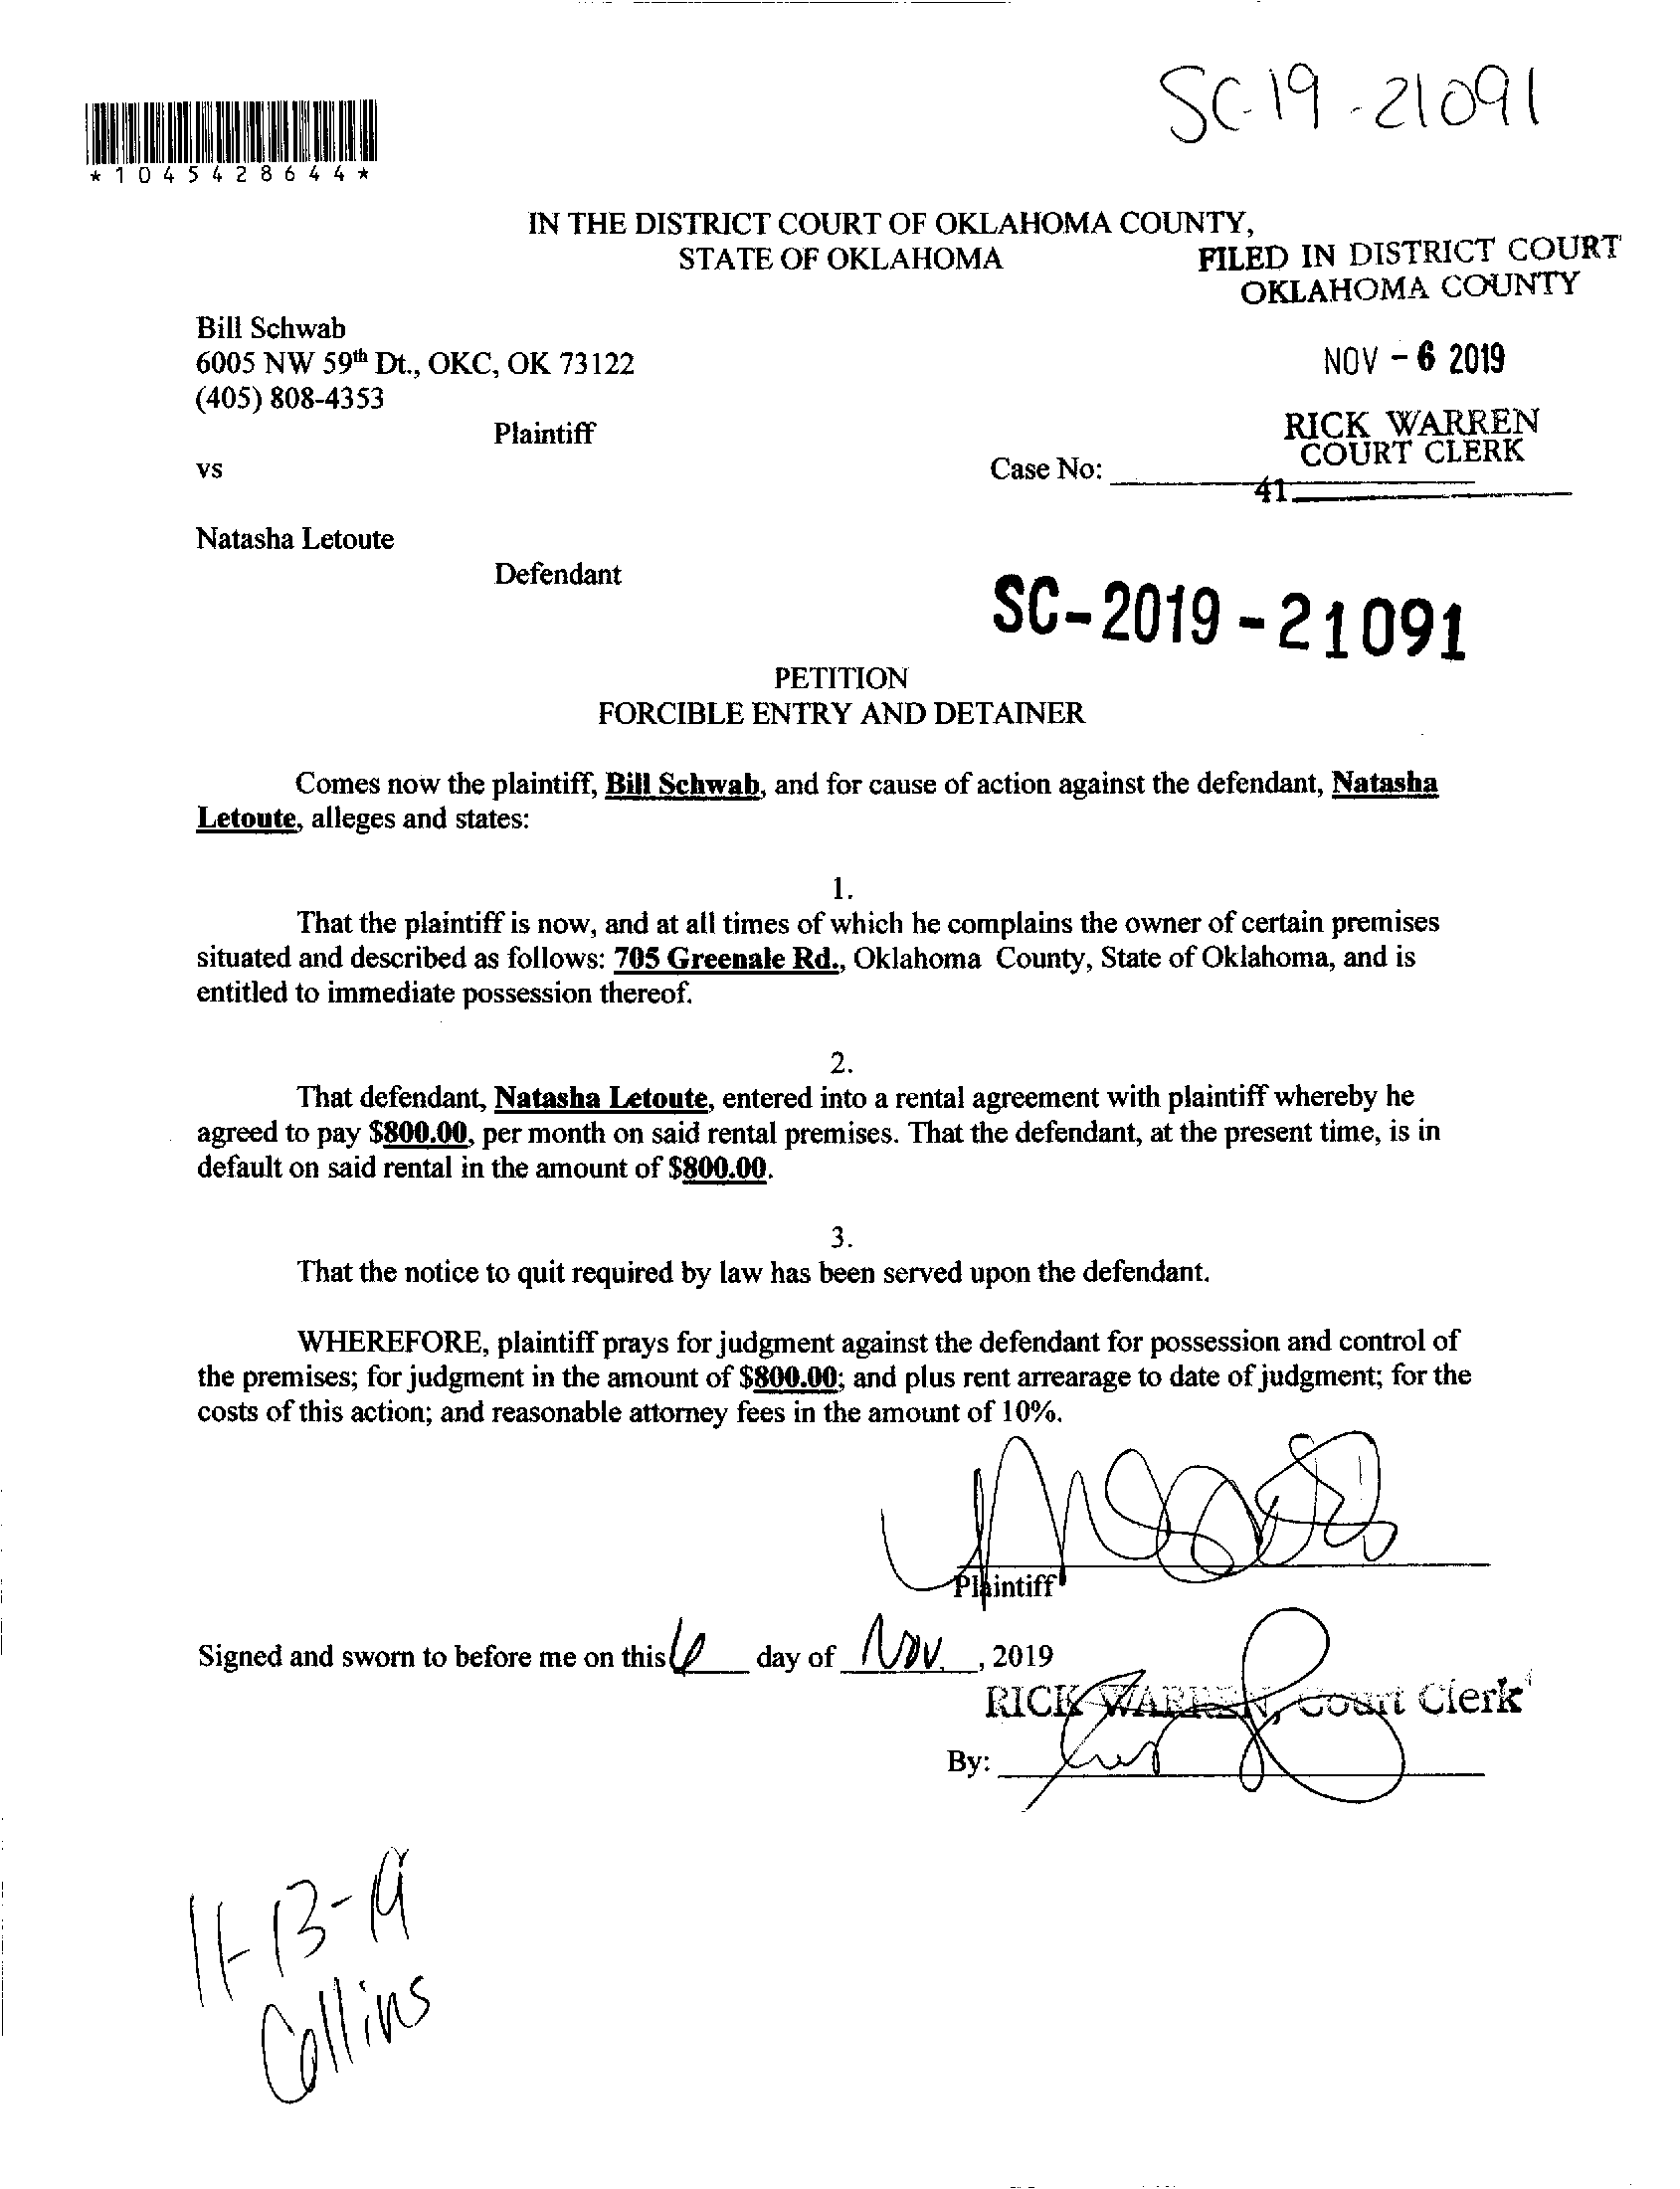 SC-19-21091
*1045428644*
IN THE DISTRICT COURT OF OKLAHOMA COUNTY,
STATE OF OKLAHOMA
FILED IN DISTRICT COURT
OKLAHOMA COUNTY
Bill Schwab
6005 NW 59th Dt., OKC, OK 73122
NOV - 6 2019
(405) 808-4353
Plaintiff
RICK WARREN
COURT CLERK
vs
Case No:
41
Natasha Letoute
Defendant
SC-2019-21091
PETITION
FORCIBLE ENTRY AND DETAINER
Comes now the plaintiff, Bill Schwab, and for cause of action against the defendant, Natasha
Letoute, alleges and states:
1.
That the plaintiff is now, and at all times of which he complains the owner of certain premises
situated and described as follows: 705 Greenale Rd., Oklahoma County, State of Oklahoma, and is
entitled to immediate possession thereof.
2.
That defendant, Natasha Letoute, entered into a rental agreement with plaintiff whereby he
agreed to pay $800.00, per month on said rental premises. That the defendant, at the present time, is in
default on said rental in the amount of $800.00.
3.
That the notice to quit required by law has been served upon the defendant.
WHEREFORE, plaintiff prays for judgment against the defendant for possession and control of
the premises; for judgment in the amount of $800.00; and plus rent arrearage to date of judgment; for the
costs of this action; and reasonable attorney fees in the amount of 10%.
Plaintiff
Signed and sworn to before me on this 6 day of Nov., 2019
RICK WARREN, Court Clerk
By:
11-13-19
Collins